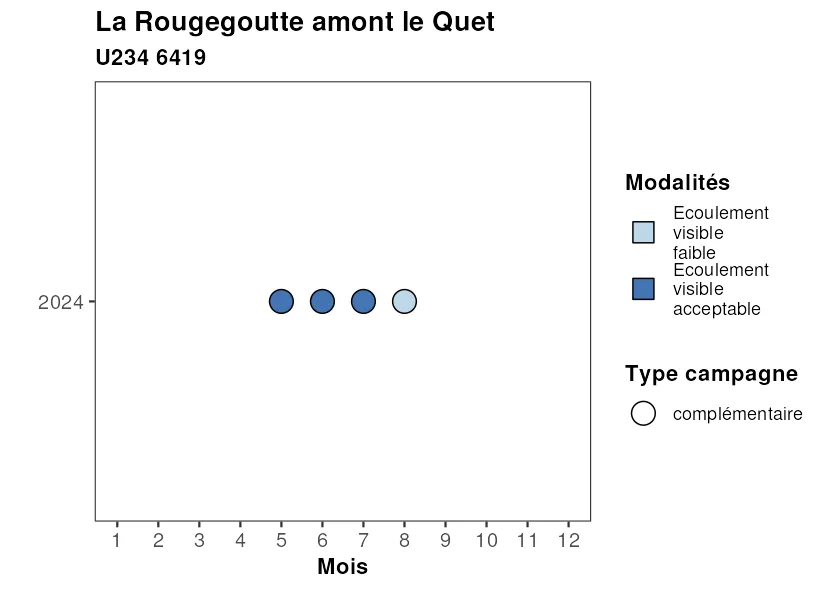 La Rougegoutte amont le Quet
U234 6419
2024
1 2 3 4 5 6 7 8 9 10 11 12
Mois
Modalités
Ecoulement
visible
faible
Ecoulement
visible
acceptable
Type campagne
complémentaire